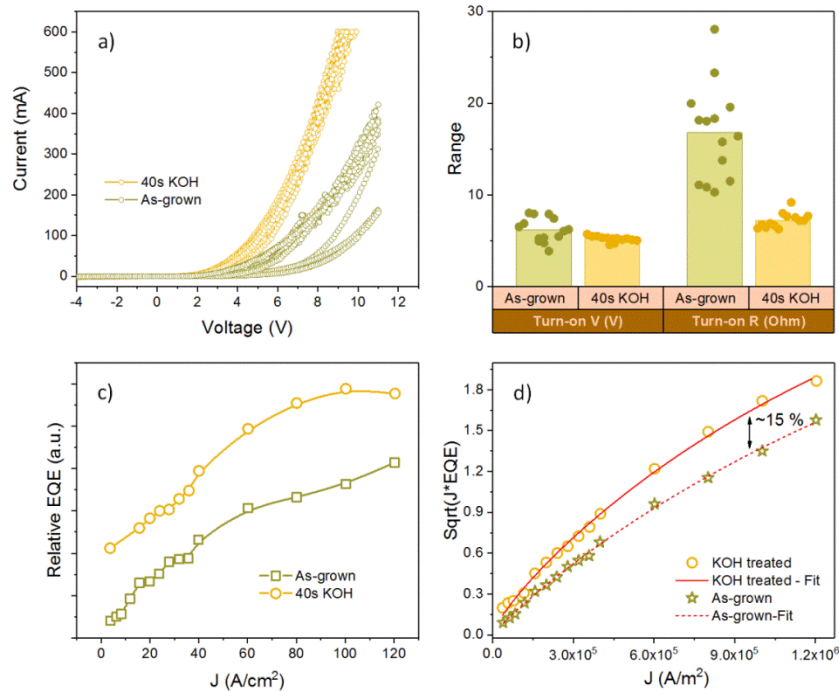 a)
Current (mA)
600
500
400
300
200
100
0
40s KOH
As-grown
-4 -2 0 2 4 6 8 10 12
Voltage (V)
b)
Range
30
20
10
0
As-grown 40s KOH As-grown 40s KOH
Turn-on V (V) Turn-on R (Ohm)
c)
Relative EQE (a.u.)
As-grown
40s KOH
0 20 40 60 80 100 120
J (A/cm²)
d)
Sqrt(J*EQE)
1.8
1.5
1.2
0.9
0.6
0.3
0.0
~15 %
KOH treated
KOH treated - Fit
As-grown
As-grown-Fit
0.0 3.0x10⁵ 6.0x10⁵ 9.0x10⁵ 1.2x10⁶
J (A/m²)